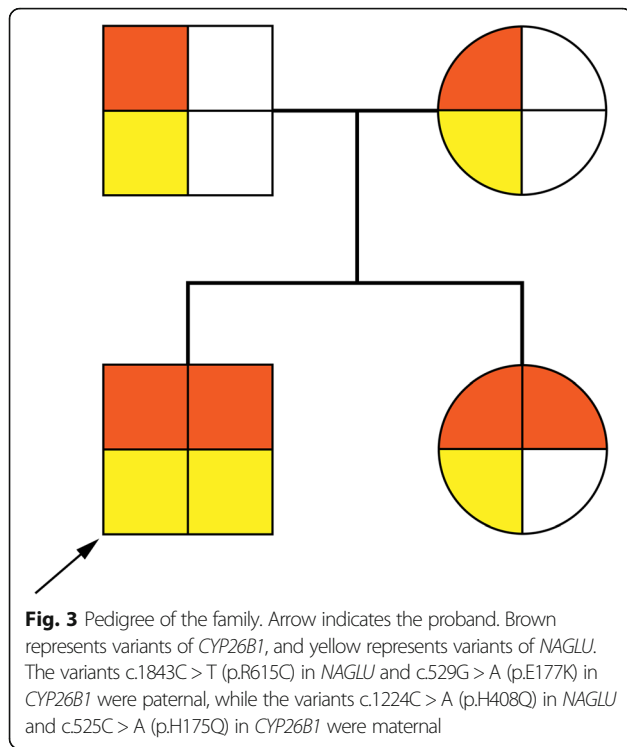 Fig. 3 Pedigree of the family. Arrow indicates the proband. Brown
represents variants of CYP26B1, and yellow represents variants of NAGLU.
The variants c.1843C > T (p.R615C) in NAGLU and c.529G > A (p.E177K) in
CYP26B1 were paternal, while the variants c.1224C > A (p.H408Q) in NAGLU
and c.525C > A (p.H175Q) in CYP26B1 were maternal